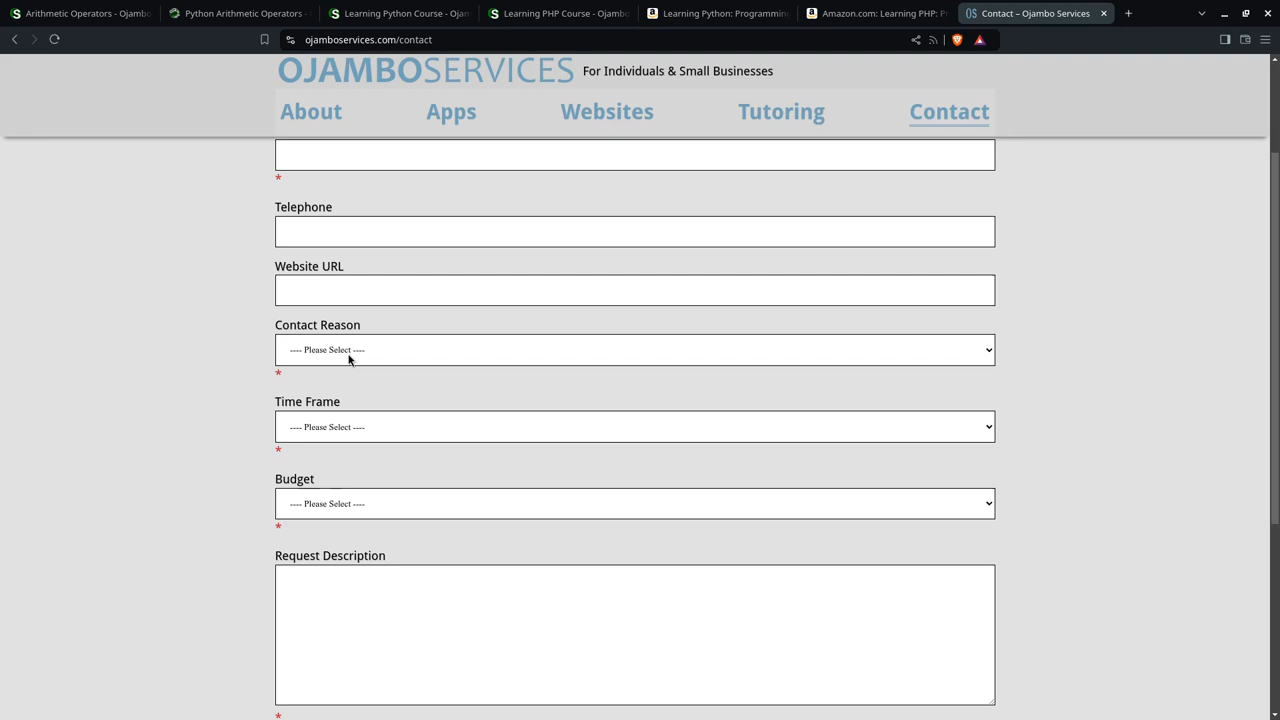 Arithmetic Operators - Ojambo
Python Arithmetic Operators -
Learning Python Course - Ojam
Learning PHP Course - Ojambo
Learning Python: Programmin
Amazon.com: Learning PHP: P
Contact – Ojambo Services
ojamboservices.com/contact
OJAMBOSERVICES For Individuals & Small Businesses
About Apps Websites Tutoring Contact
*
Telephone
Website URL
Contact Reason
---- Please Select ----
*
Time Frame
---- Please Select ----
*
Budget
---- Please Select ----
*
Request Description
*